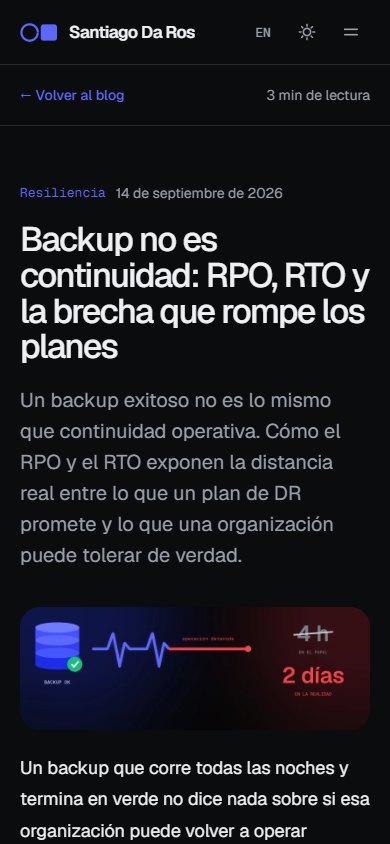 Santiago Da Ros
EN
← Volver al blog
3 min de lectura
Resiliencia
14 de septiembre de 2026
Backup no es
continuidad: RPO, RTO y
la brecha que rompe los
planes
Un backup exitoso no es lo mismo
que continuidad operativa. Cómo el
RPO y el RTO exponen la distancia
real entre lo que un plan de DR
promete y lo que una organización
puede tolerar de verdad.
BACKUP OK
operación detenida
4 h
EN EL PAPEL
2 días
EN LA REALIDAD
Un backup que corre todas las noches y
termina en verde no dice nada sobre si esa
organización puede volver a operar